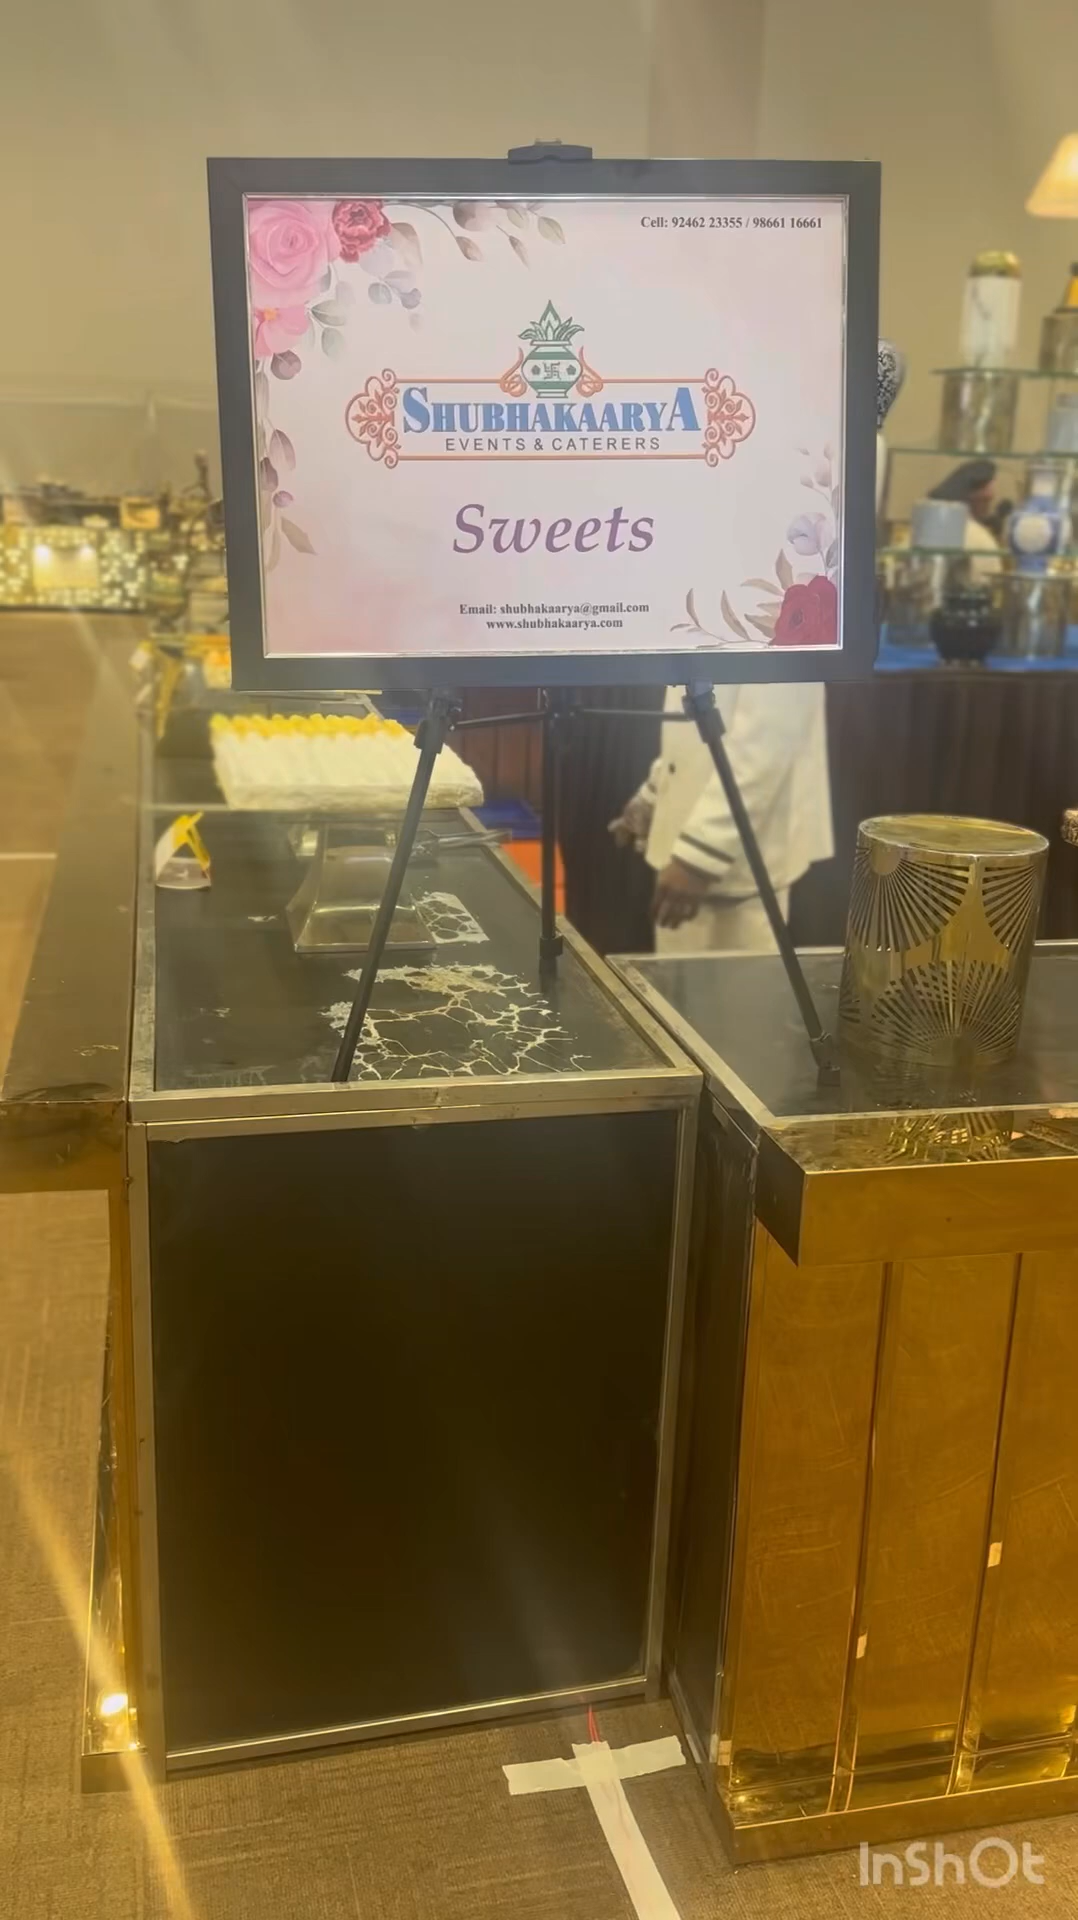 Cell: 92462 23355 / 98661 16661
SHUBHAKAARYA
EVENTS & CATERERS
Sweets
Email: shubhakaarya@gmail.com
www.shubhakaarya.com
InShOt